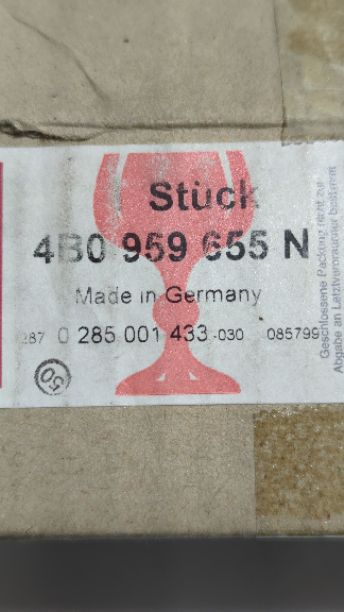 Stück
4B0 959 655 N
Made in Germany
287 0 285 001 433-030 085799
50
Geschlossene Packung nicht zur
Abgabe an Letztverbraucher bestimmt